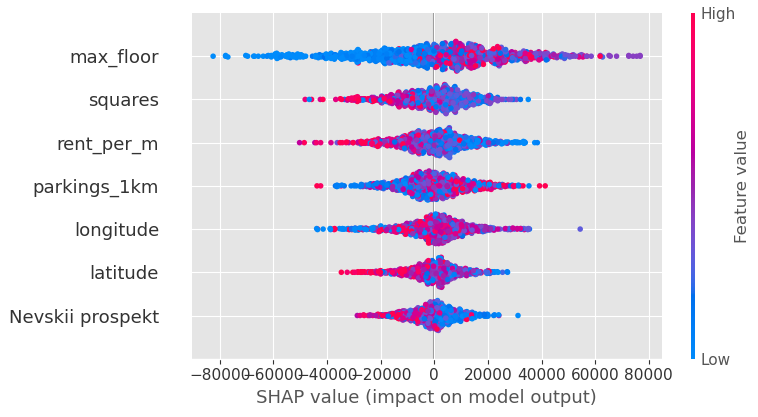 High
max_floor
squares
rent_per_m
parkings_1km
longitude
latitude
Nevskii prospekt
Feature value
Low
−80000 −60000 −40000 −20000 0 20000 40000 60000 80000
SHAP value (impact on model output)